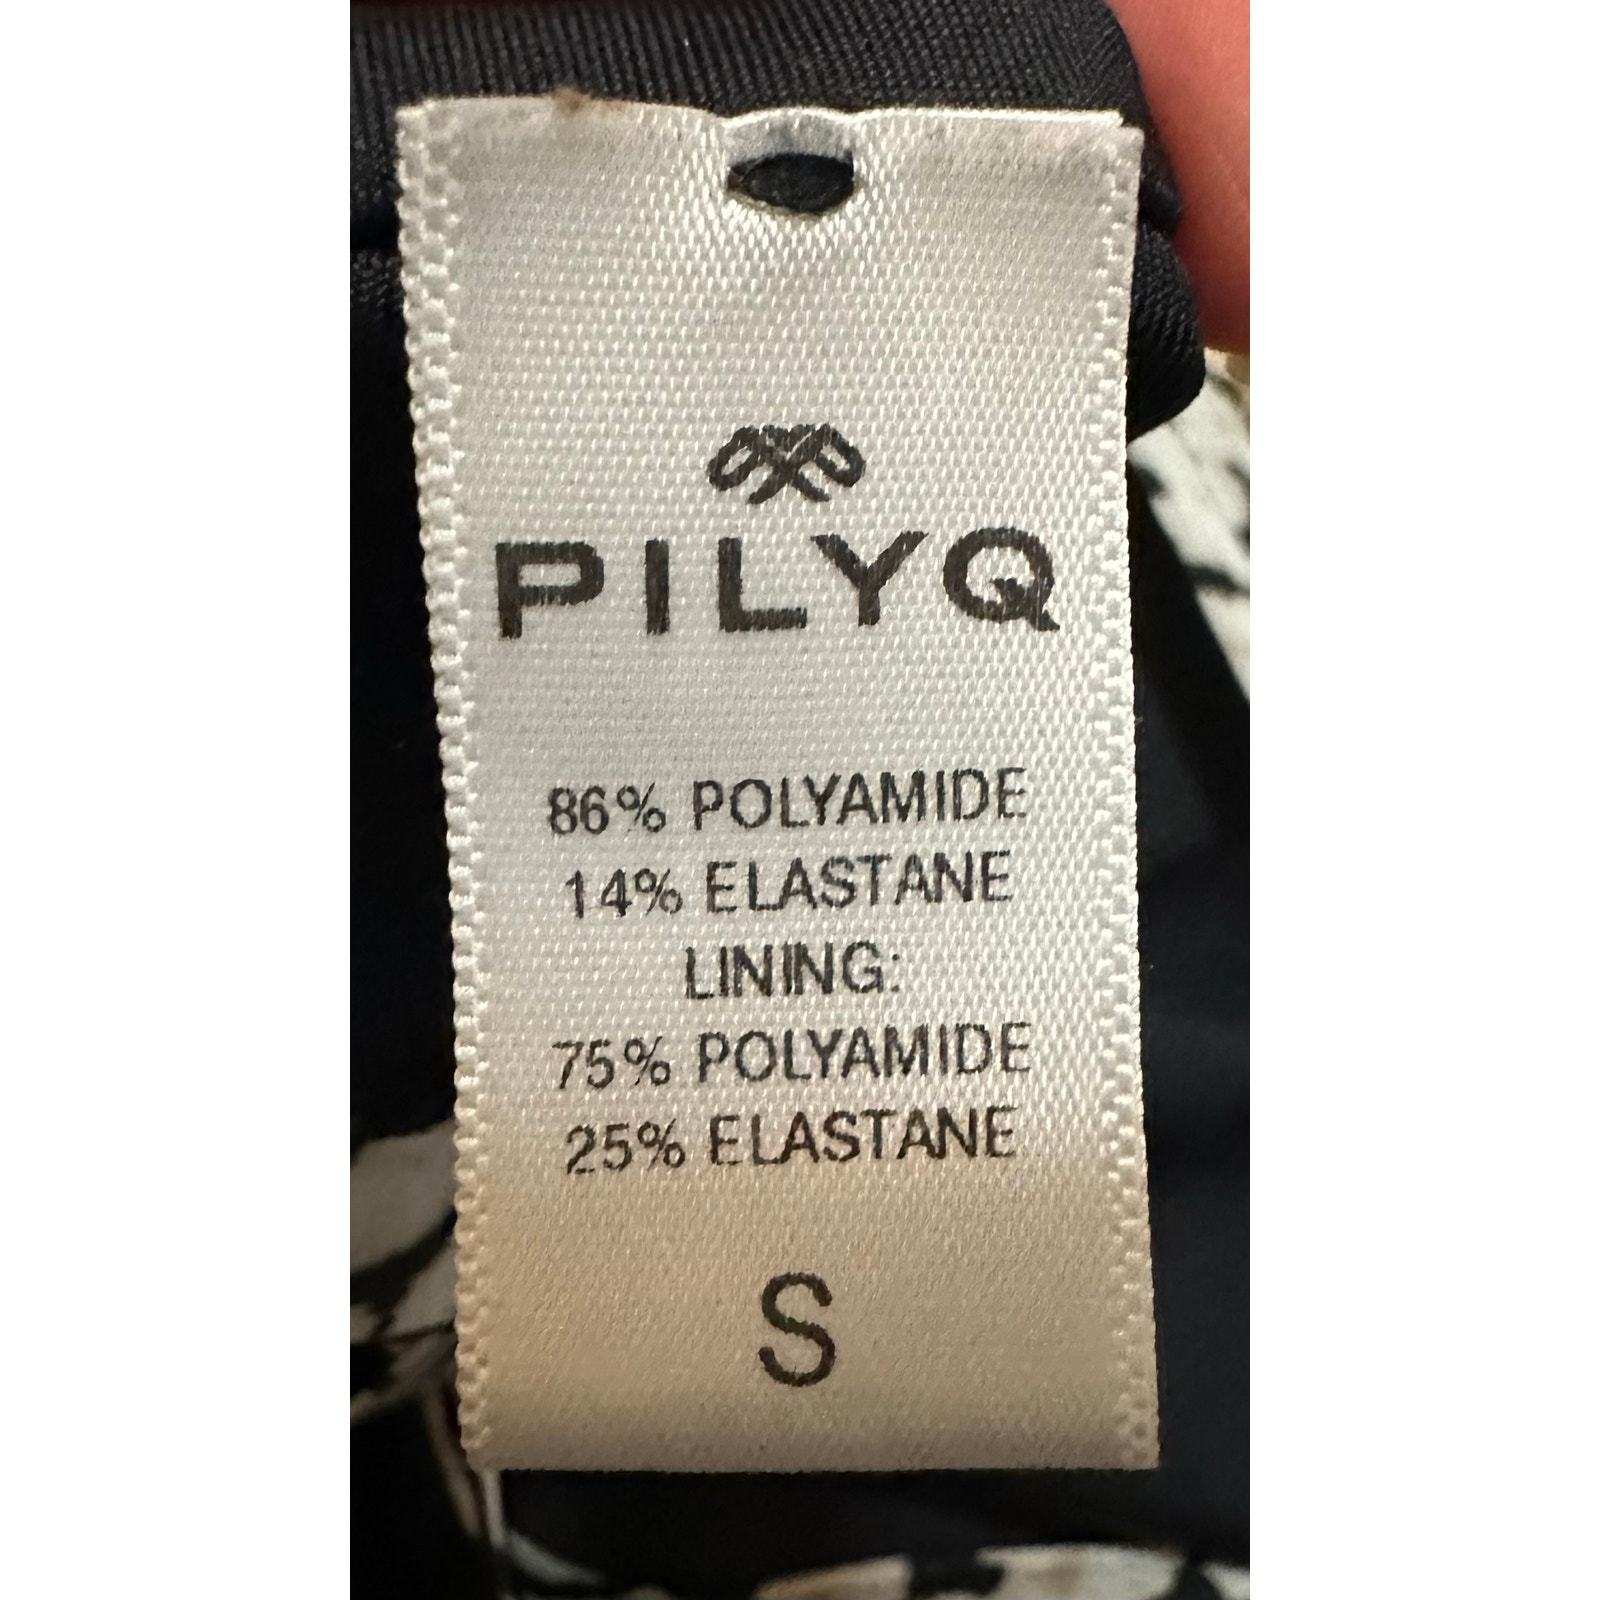 PILYQ
86% POLYAMIDE
14% ELASTANE
LINING:
75% POLYAMIDE
25% ELASTANE
S